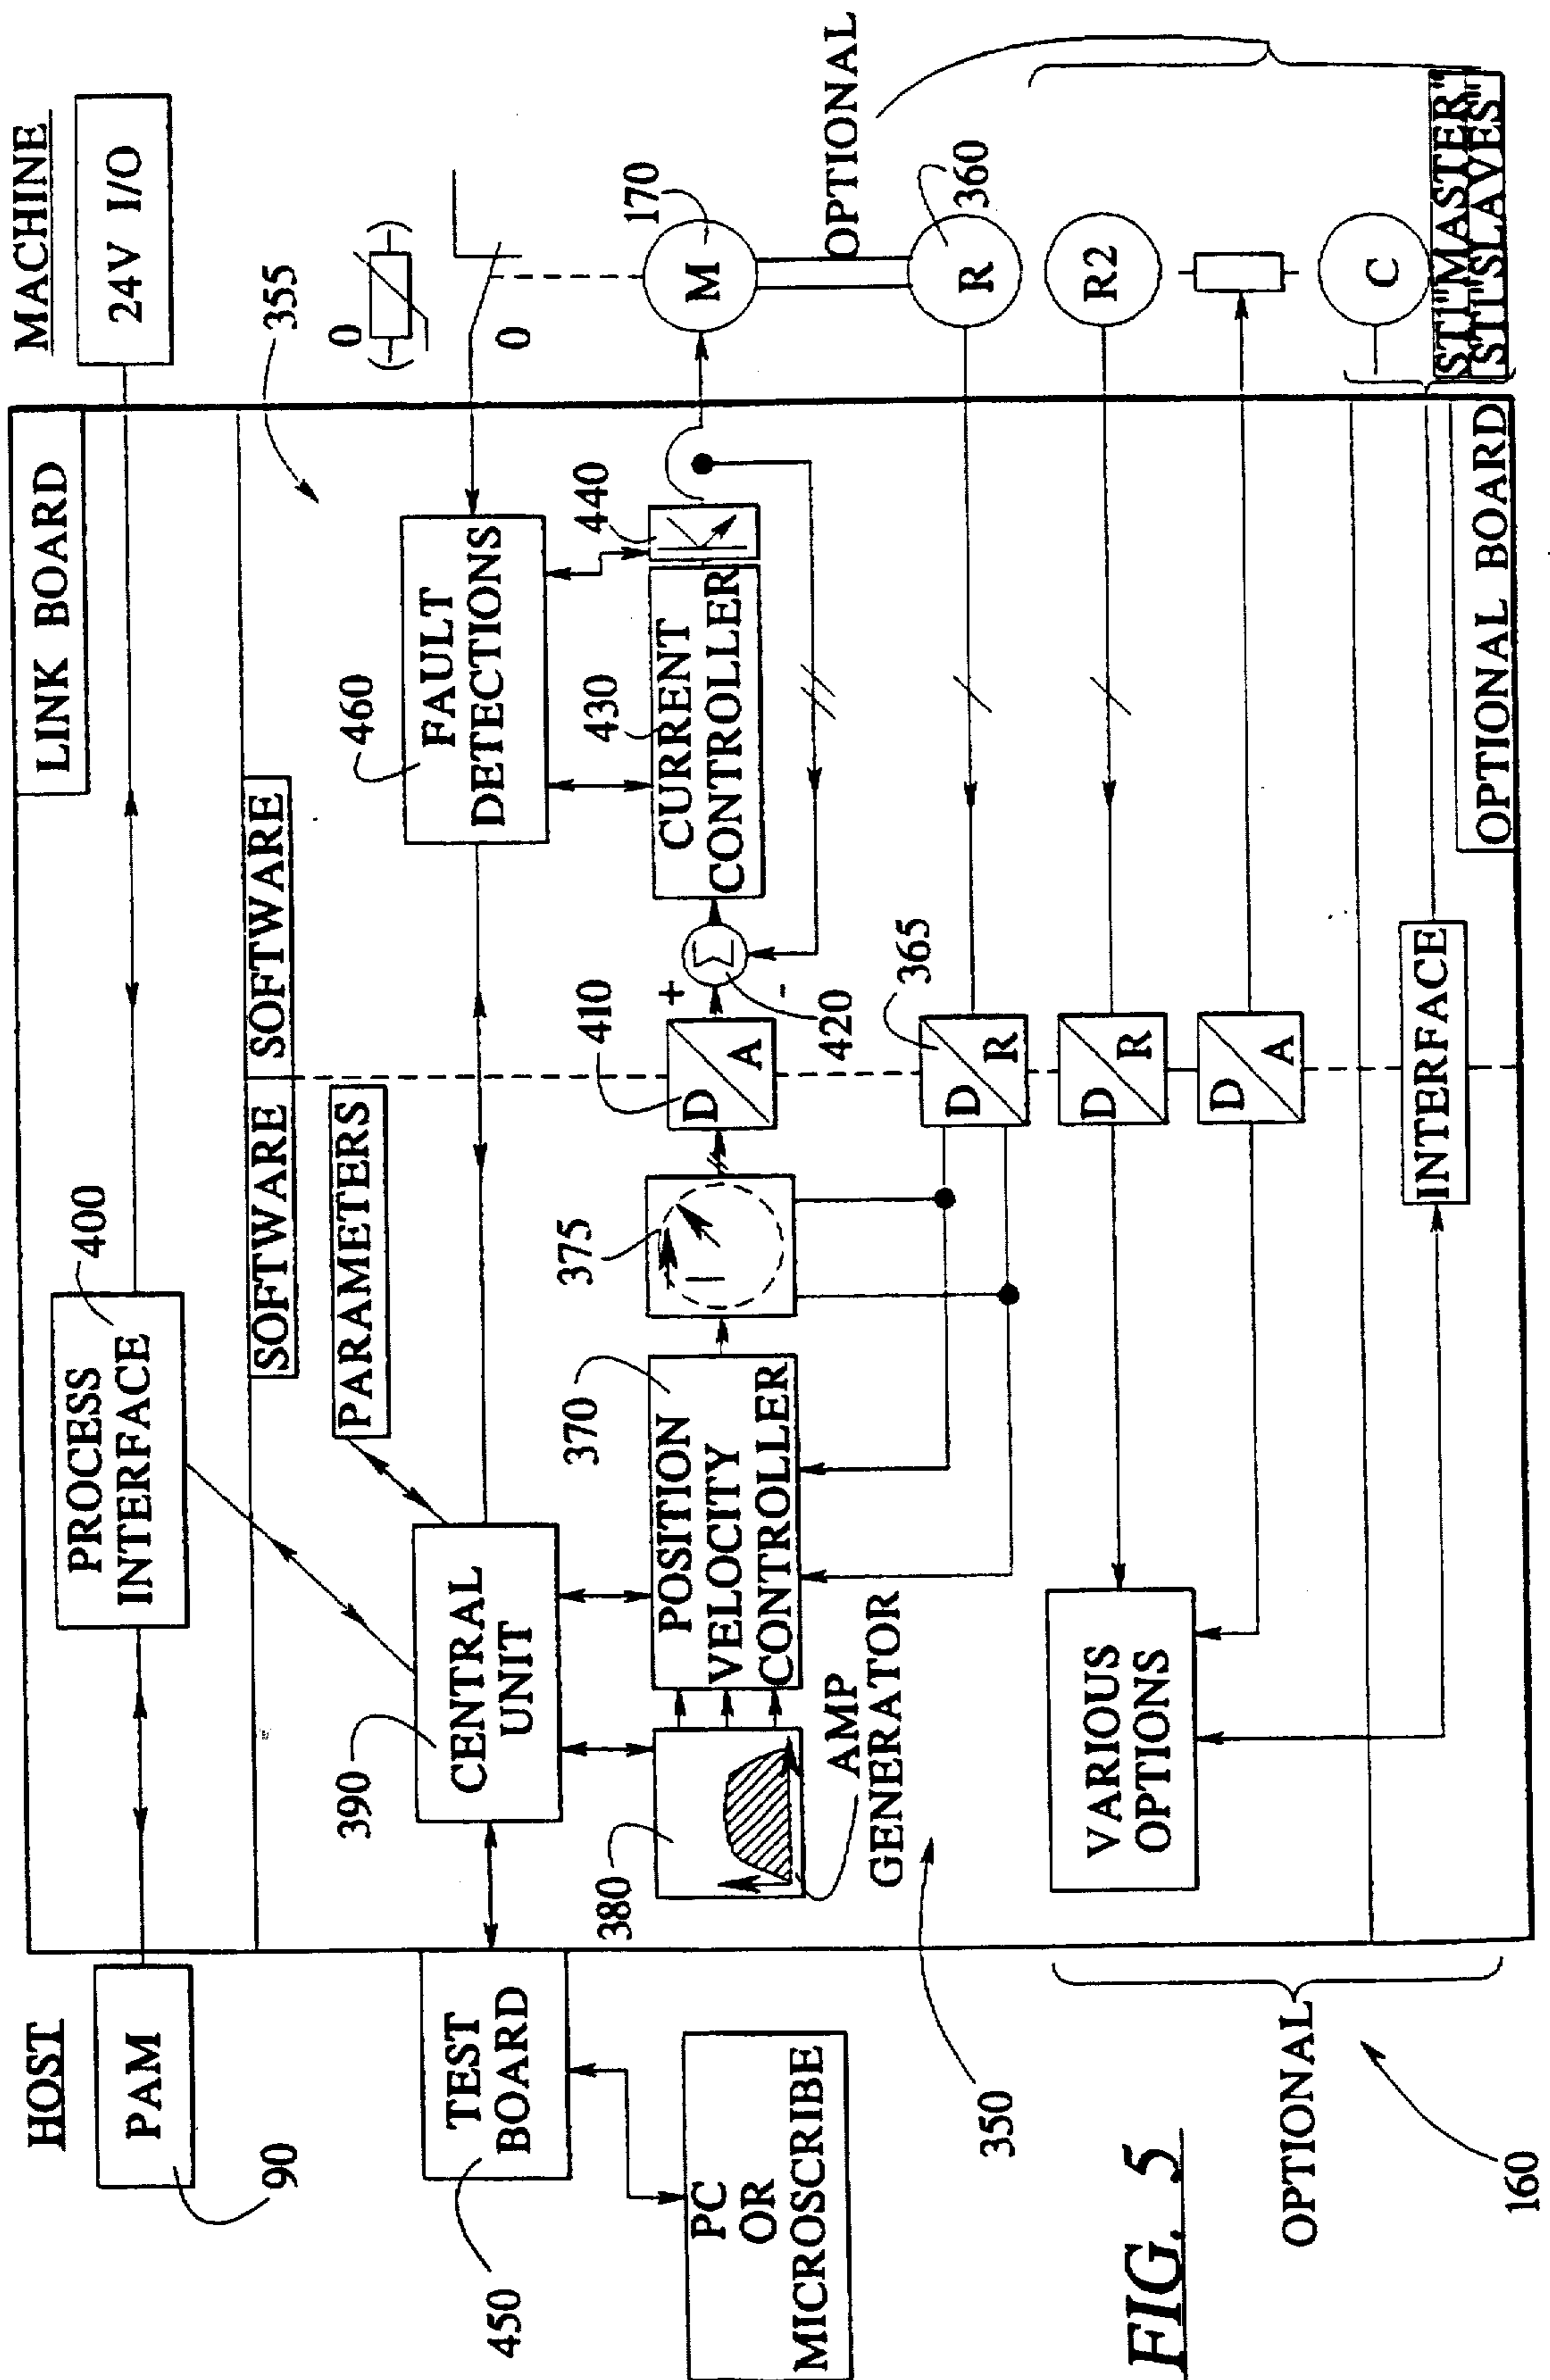 HOST
PAM
90
TEST
BOARD
450
PC
OR
MICROSCRIBE
LINK BOARD
PROCESS
INTERFACE
400
SOFTWARE
SOFTWARE
PARAMETERS
CENTRAL
UNIT
390
FAULT
DETECTIONS
460
380
AMP
GENERATOR
POSITION
VELOCITY
CONTROLLER
370
375
I
D
A
410
+
-
Σ
420
CURRENT
CONTROLLER
430
440
D
R
365
D
R
D
A
VARIOUS
OPTIONS
INTERFACE
OPTIONAL BOARD
MACHINE
24V I/O
355
0
0
M
170
OPTIONAL
R
360
R2
C
STI"MASTER"
STI"SLAVES"
350
OPTIONAL
160
FIG. 5